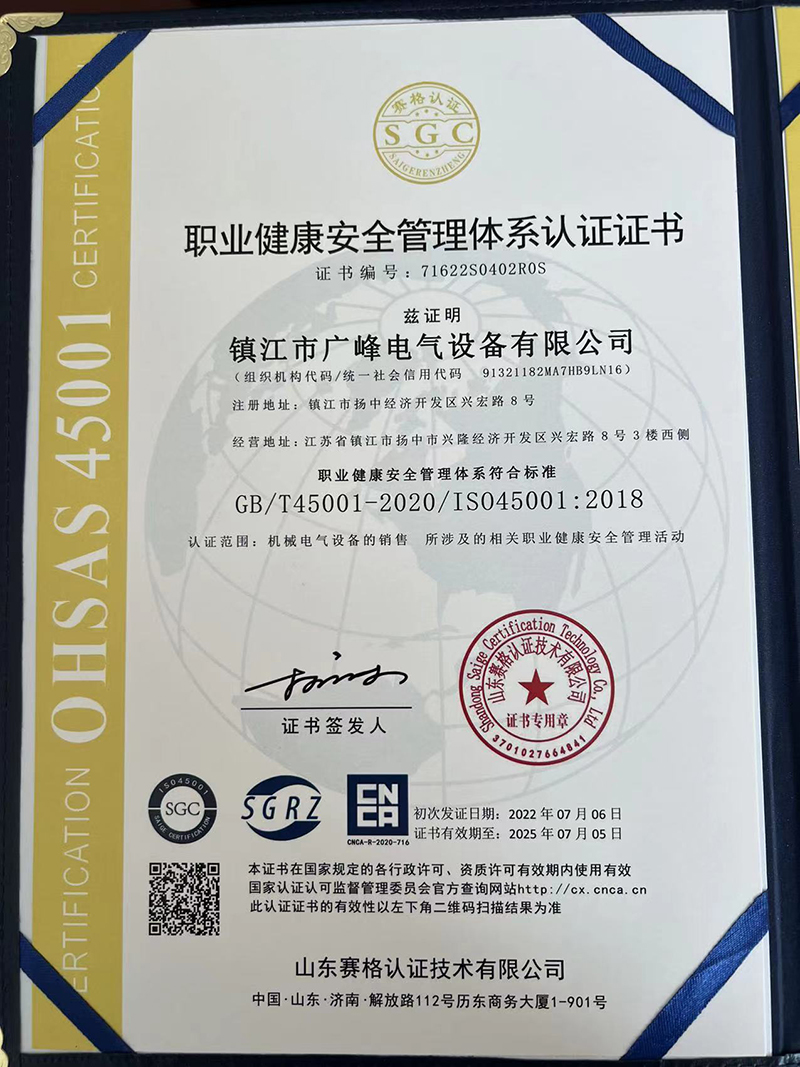 赛格认证
SGC
SAIGERENZHENG
职业健康安全管理体系认证证书
证书编号：71622S0402R0S
兹证明
镇江市广峰电气设备有限公司
（组织机构代码/统一社会信用代码 91321182MA7HB9LN16）
注册地址：镇江市扬中经济开发区兴宏路8号
经营地址：江苏省镇江市扬中市兴隆经济开发区兴宏路8号3楼西侧
职业健康安全管理体系符合标准
GB/T45001-2020/ISO45001:2018
认证范围：机械电气设备的销售 所涉及的相关职业健康安全管理活动
CERTIFICATION OHSAS 45001 CERTIFICATION
证书签发人
Shandong Saige Certification Technology Co., Ltd
山东赛格认证技术有限公司
证书专用章
3701027664841
ISO45001
SGC
SAIGE CERTIFICATION
SGRZ
CNCA
CNCA-R-2020-716
初次发证日期：2022年07月06日
证书有效期至：2025年07月05日
本证书在国家规定的各行政许可、资质许可有效期内使用有效
国家认证认可监督管理委员会官方查询网站http://cx.cnca.cn
此认证证书的有效性以左下角二维码扫描结果为准
山东赛格认证技术有限公司
中国·山东·济南·解放路112号历东商务大厦1-901号